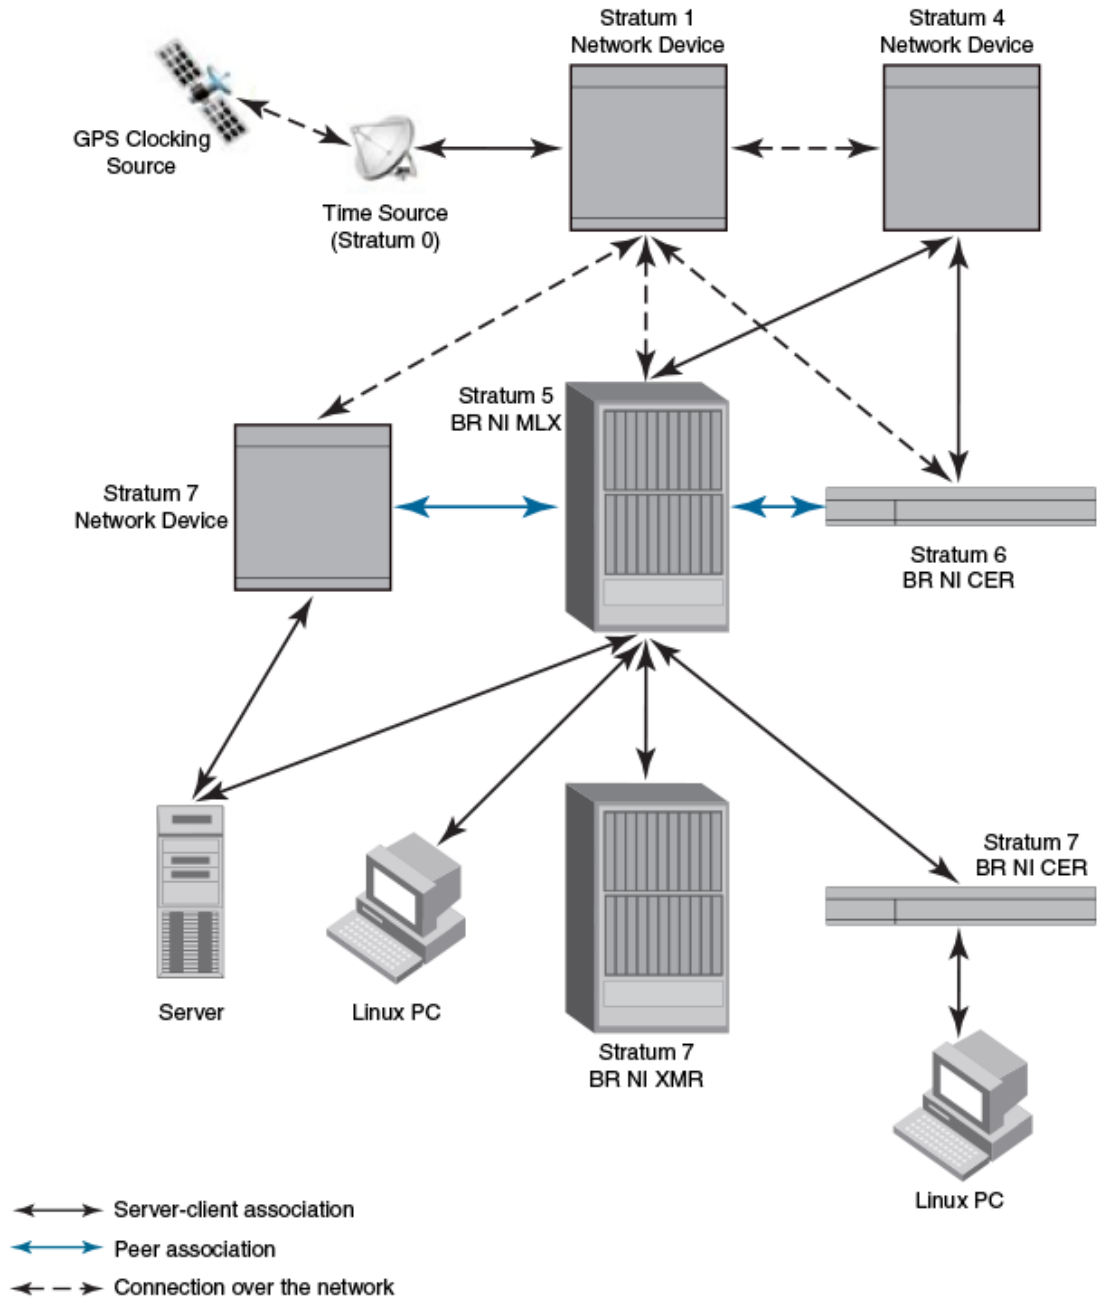 Stratum 1
Network Device
Stratum 4
Network Device
GPS Clocking
Source
Time Source
(Stratum 0)
Stratum 5
BR NI MLX
Stratum 7
Network Device
Stratum 6
BR NI CER
Stratum 7
BR NI CER
Server
Linux PC
Stratum 7
BR NI XMR
Linux PC
Server-client association
Peer association
Connection over the network